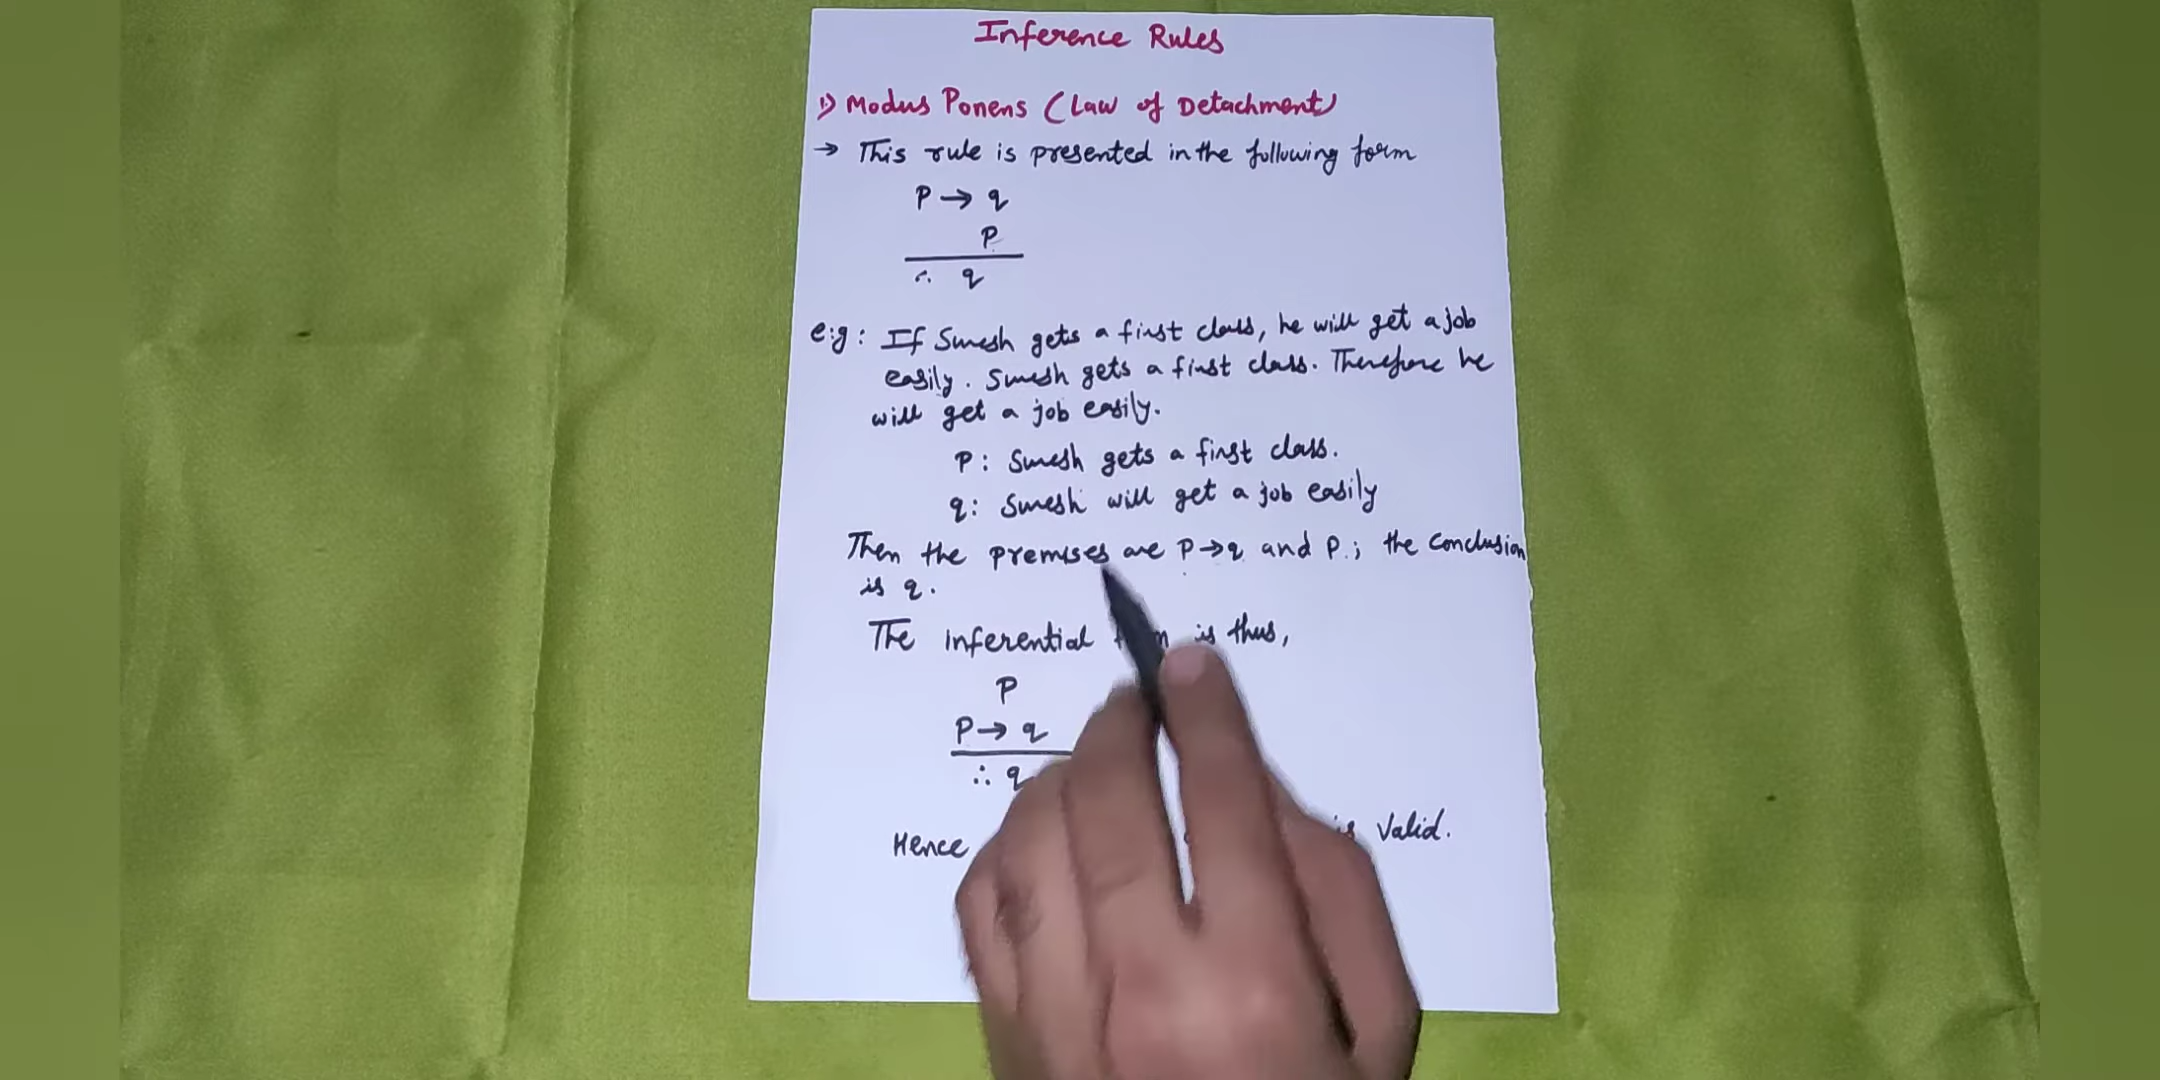 Inference Rules
1) Modus Ponens (Law of Detachment)
→ This rule is presented in the following form
P → q
P
∴ q
e.g: If Suresh gets a first class, he will get a job
easily. Suresh gets a first class. Therefore he
will get a job easily.
P: Suresh gets a first class.
q: Suresh will get a job easily
Then the premises are P→q and P.; the conclusion
is q.
The inferential is thus,
P
P → q
∴ q
Hence is valid.